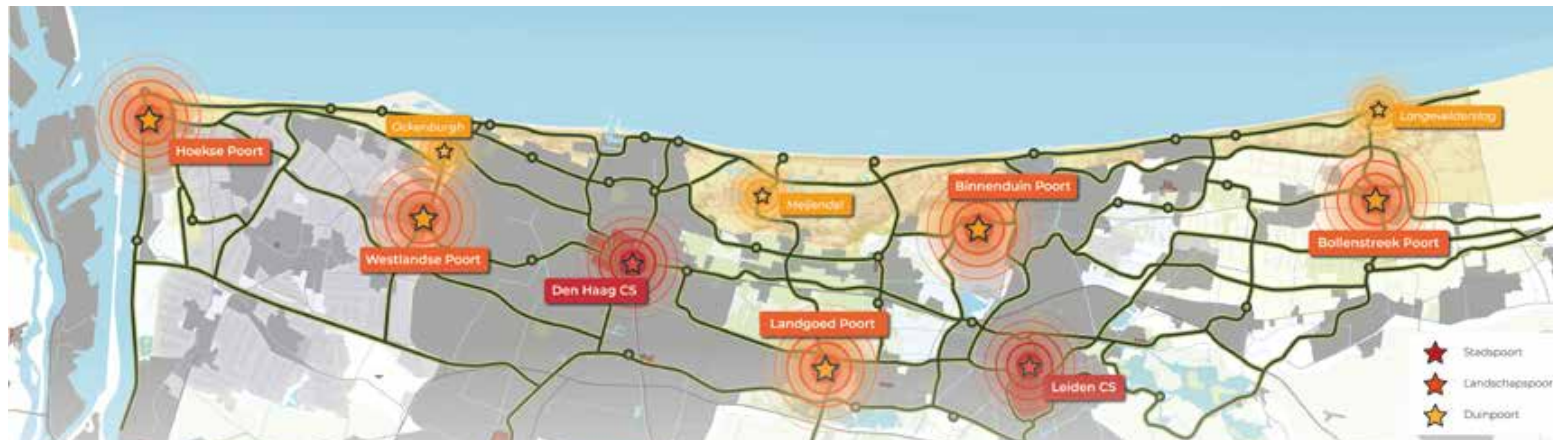 Hoekse Poort
Ockenburgh
Westlandse Poort
Den Haag CS
Meijendel
Landgoed Poort
Binnenduin Poort
Leiden CS
Langevelderslag
Bollenstreek Poort
Stadspoort
Landschapspoor
Duinpoort